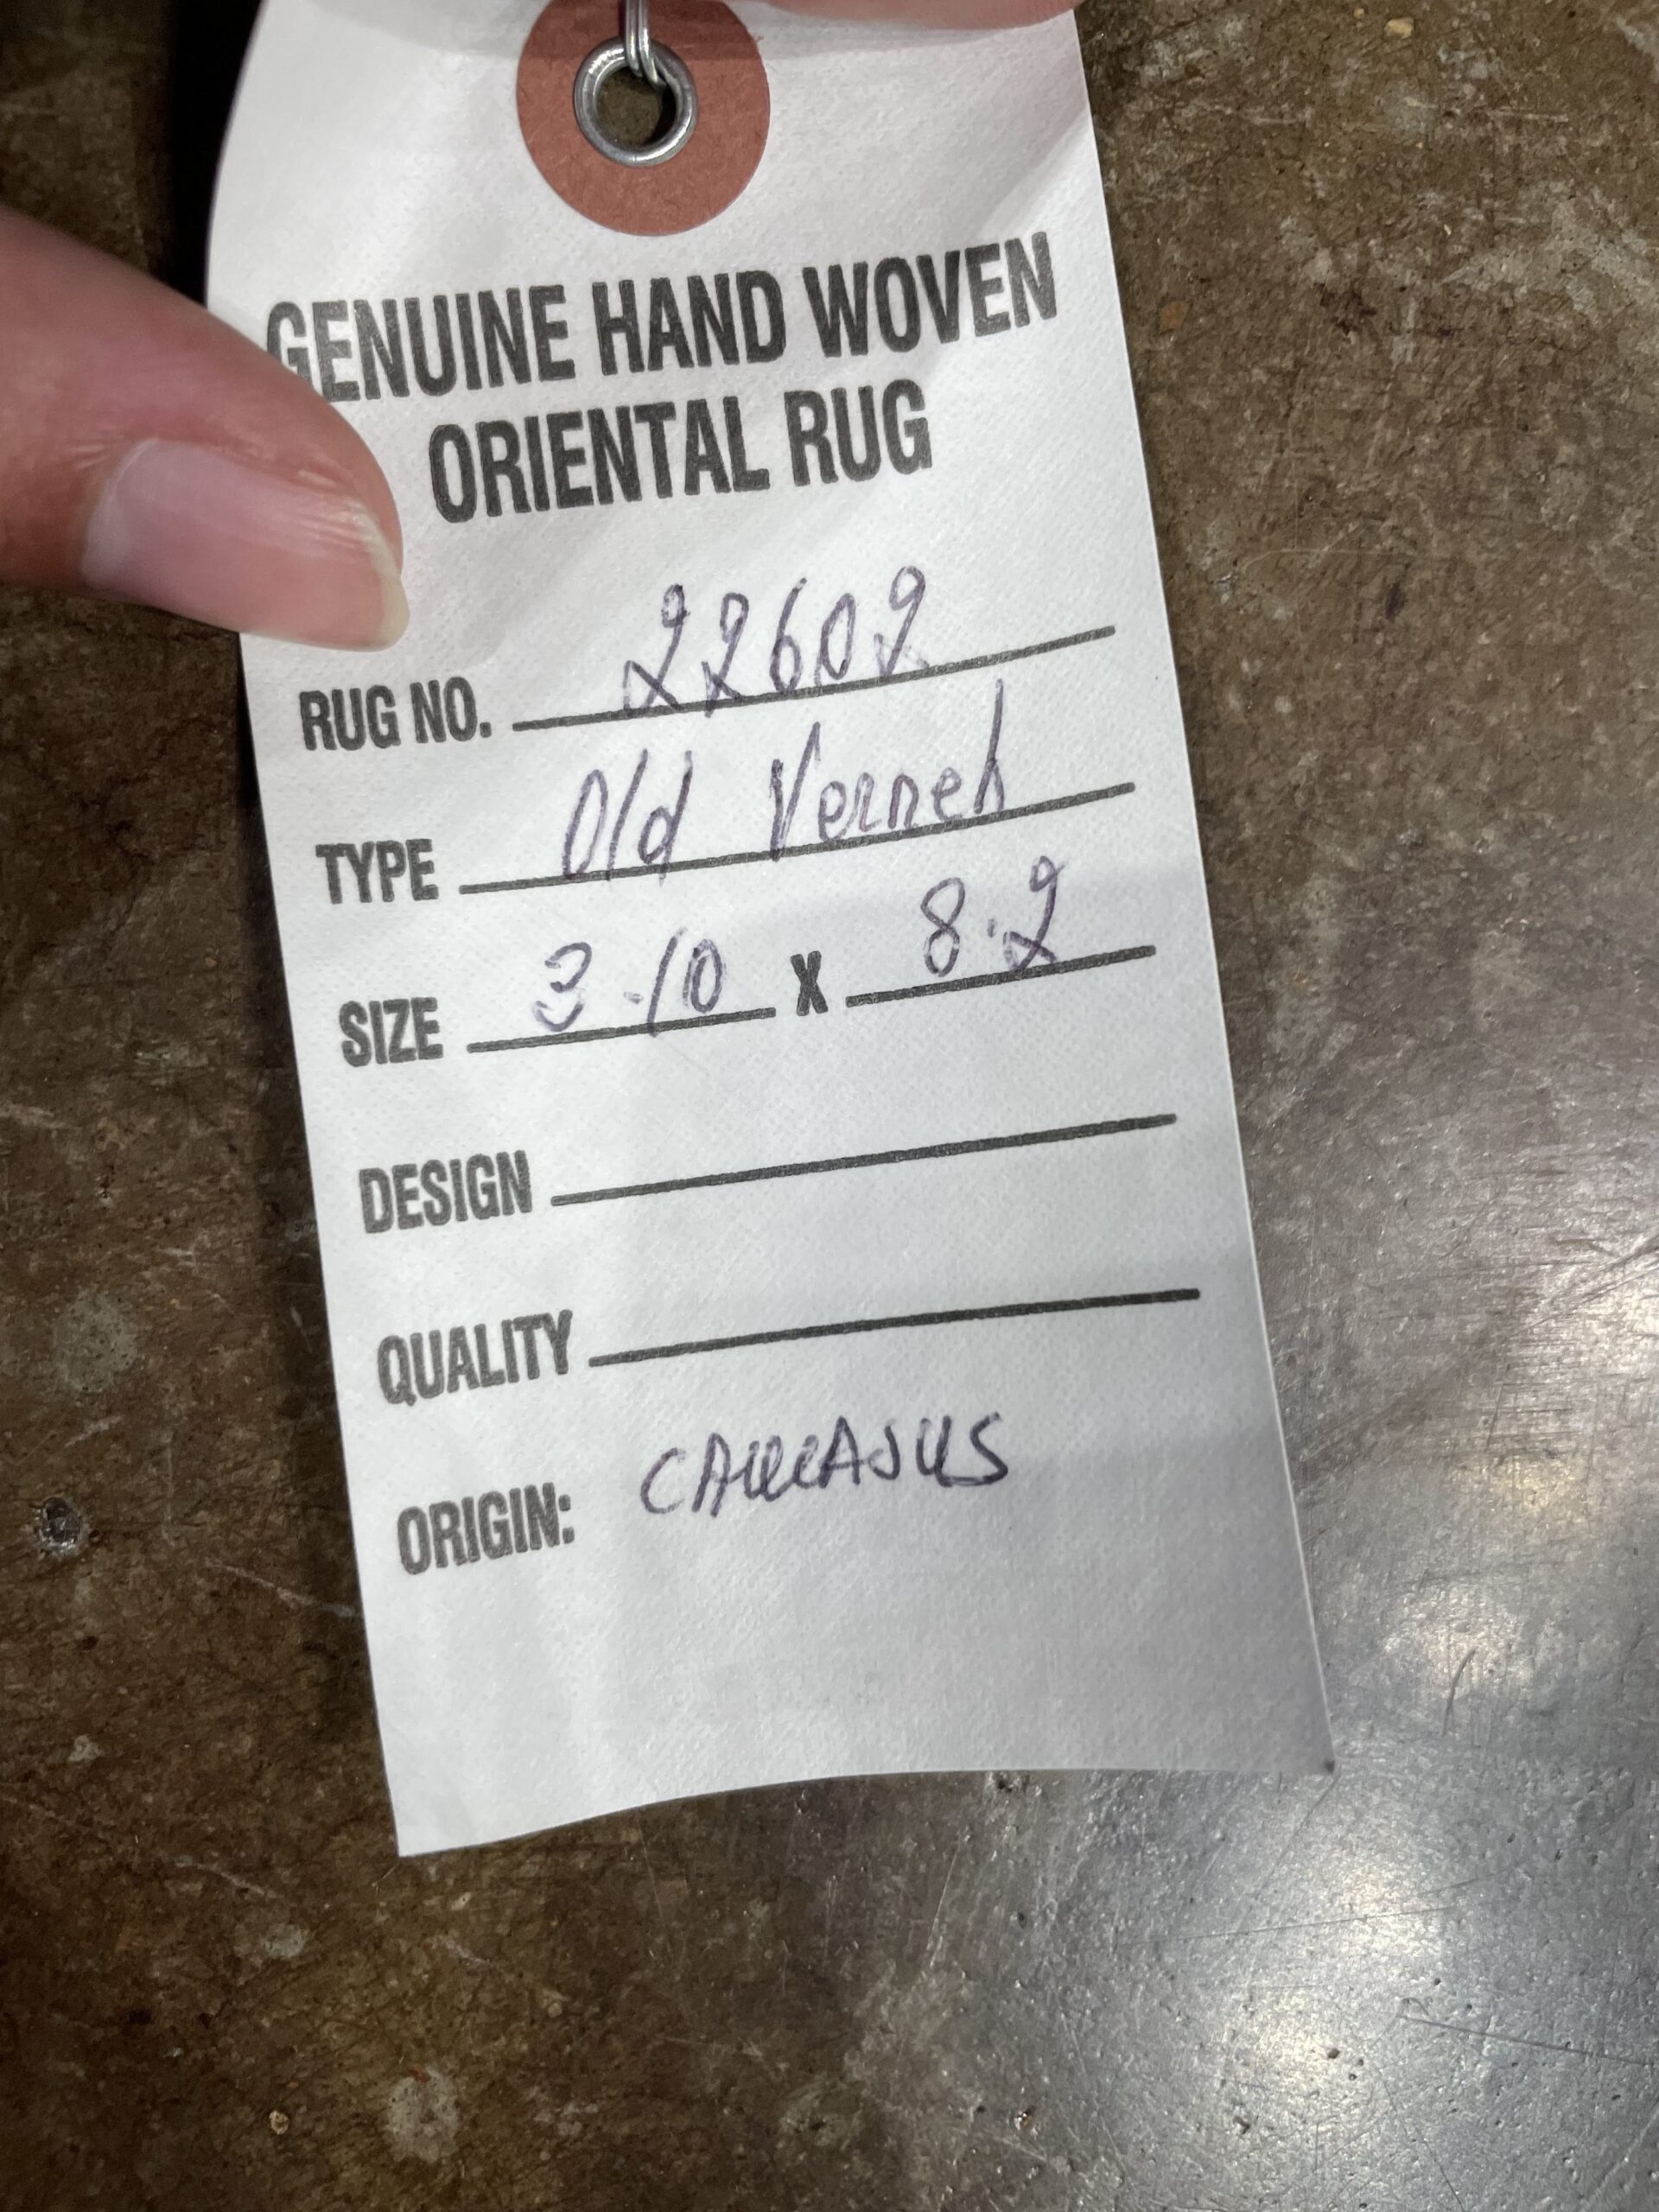 GENUINE HAND WOVEN
ORIENTAL RUG
RUG NO. 22602
TYPE Old Verneh
SIZE 3.10 X 8.2
DESIGN
QUALITY
ORIGIN: CAUCASUS